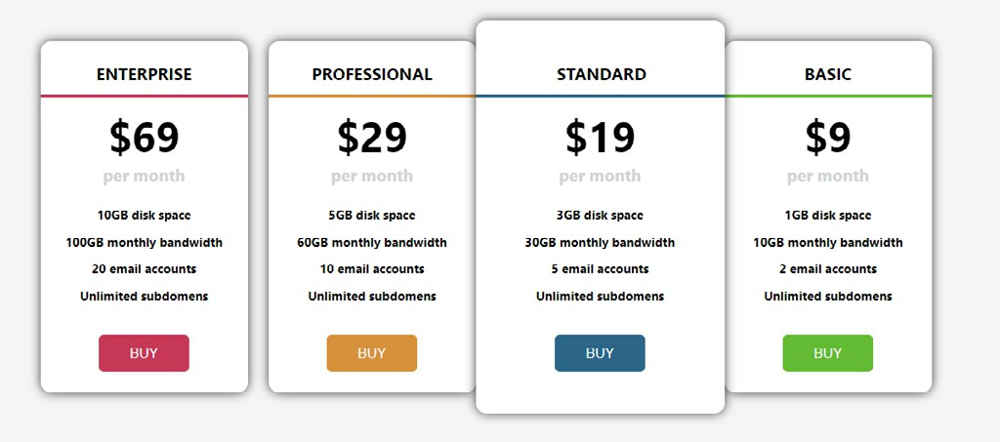 ENTERPRISE
$69
per month
10GB disk space
100GB monthly bandwidth
20 email accounts
Unlimited subdomens
BUY
PROFESSIONAL
$29
per month
5GB disk space
60GB monthly bandwidth
10 email accounts
Unlimited subdomens
BUY
STANDARD
$19
per month
3GB disk space
30GB monthly bandwidth
5 email accounts
Unlimited subdomens
BUY
BASIC
$9
per month
1GB disk space
10GB monthly bandwidth
2 email accounts
Unlimited subdomens
BUY